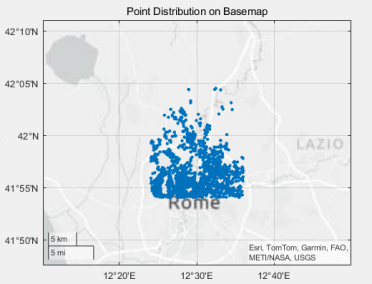 Point Distribution on Basemap
42°10'N
42°05'N
42°N
LAZIO
41°55'N
Rome
41°50'N
5 km
5 mi
Esri, TomTom, Garmin, FAO,
METI/NASA, USGS
12°20'E
12°30'E
12°40'E